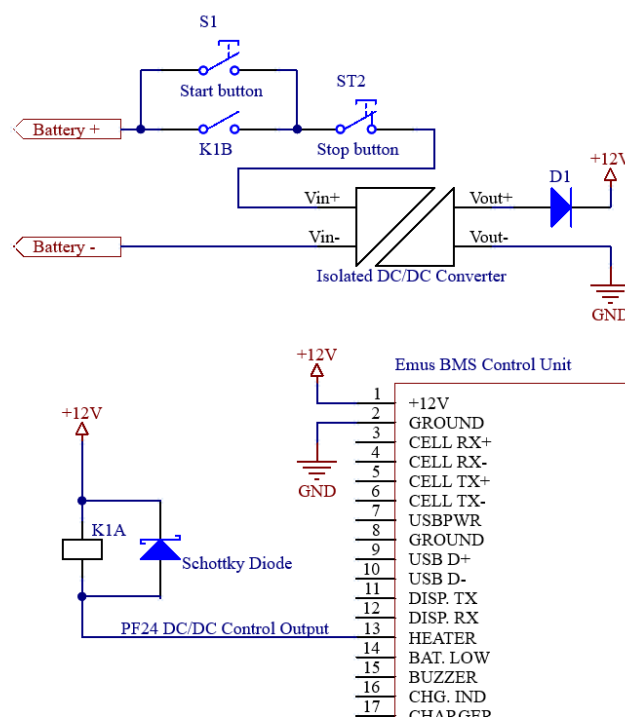 S1
Start button
ST2
Battery +
K1B
Stop button
+12V
D1
Vin+
Vout+
Vin-
Vout-
Battery -
Isolated DC/DC Converter
GND
+12V
Emus BMS Control Unit
1 +12V
2 GROUND
3 CELL RX+
4 CELL RX-
5 CELL TX+
6 CELL TX-
7 USBPWR
8 GROUND
9 USB D+
10 USB D-
11 DISP. TX
12 DISP. RX
13 HEATER
14 BAT. LOW
15 BUZZER
16 CHG. IND
17 CHARGER
GND
+12V
K1A
Schottky Diode
PF24 DC/DC Control Output